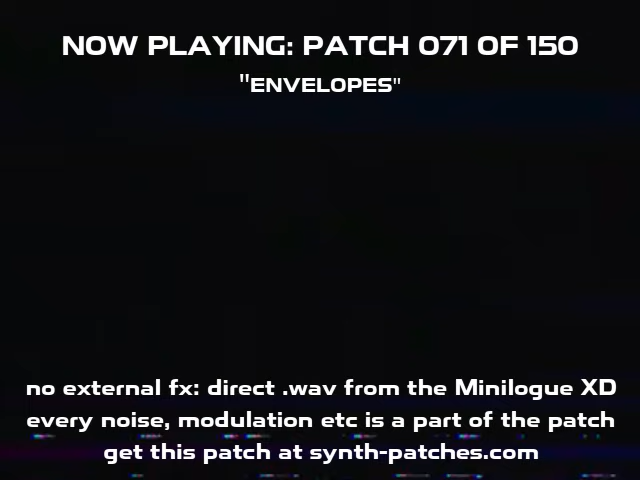 NOW PLAYING: PATCH 071 OF 150
"ENVELOPES"
no external fx: direct .wav from the Minilogue XD
every noise, modulation etc is a part of the patch
get this patch at synth-patches.com